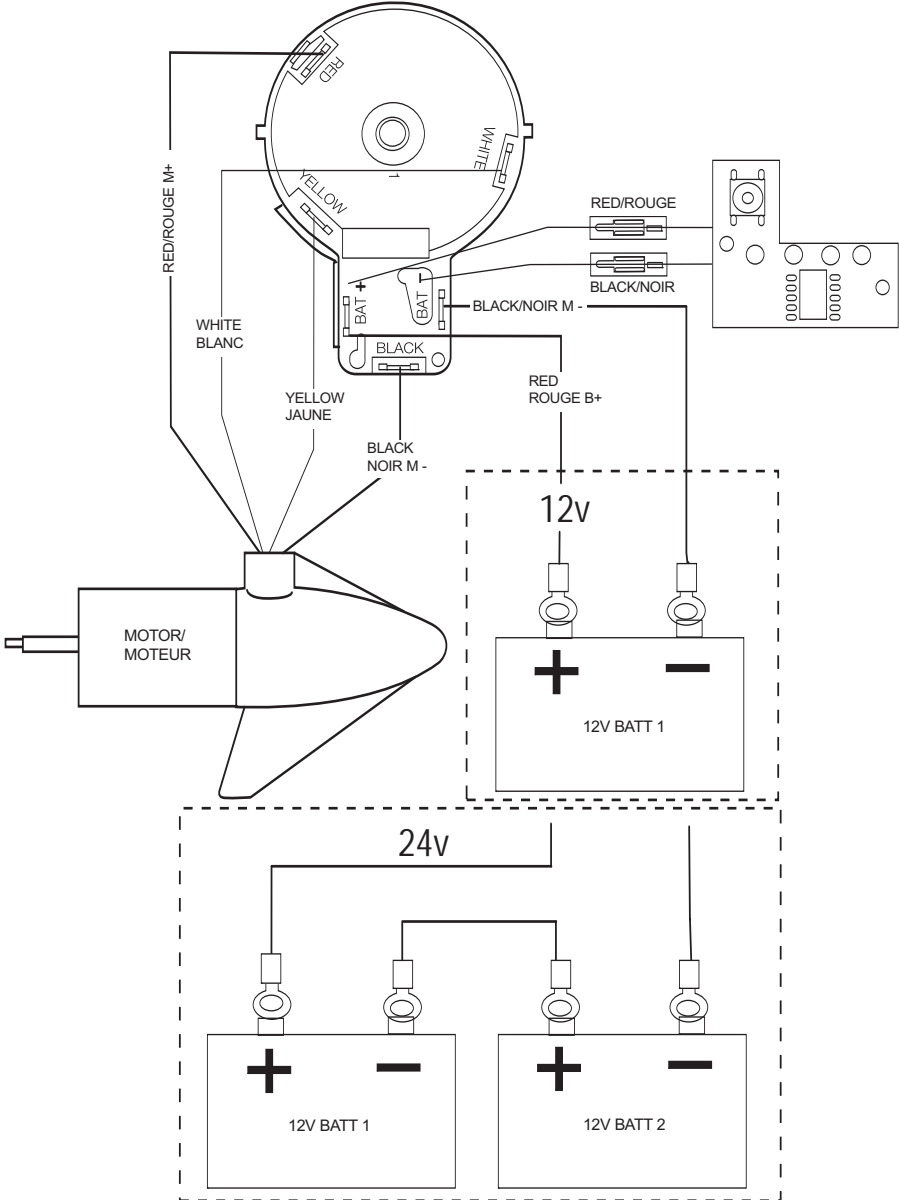 RED
WHITE
1
YELLOW
RED/ROUGE M+
RED/ROUGE
BLACK/NOIR
BAT +
BAT -
BLACK/NOIR M -
BLACK
WHITE
BLANC
YELLOW
JAUNE
RED
ROUGE B+
BLACK
NOIR M -
12v
MOTOR/
MOTEUR
+ −
12V BATT 1
24v
+ −
12V BATT 1
+ −
12V BATT 2